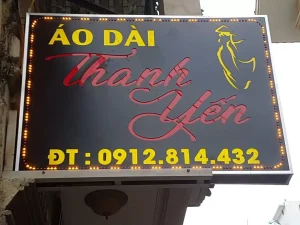 ÁO DÀI
Thanh
Yến
ĐT : 0912.814.432